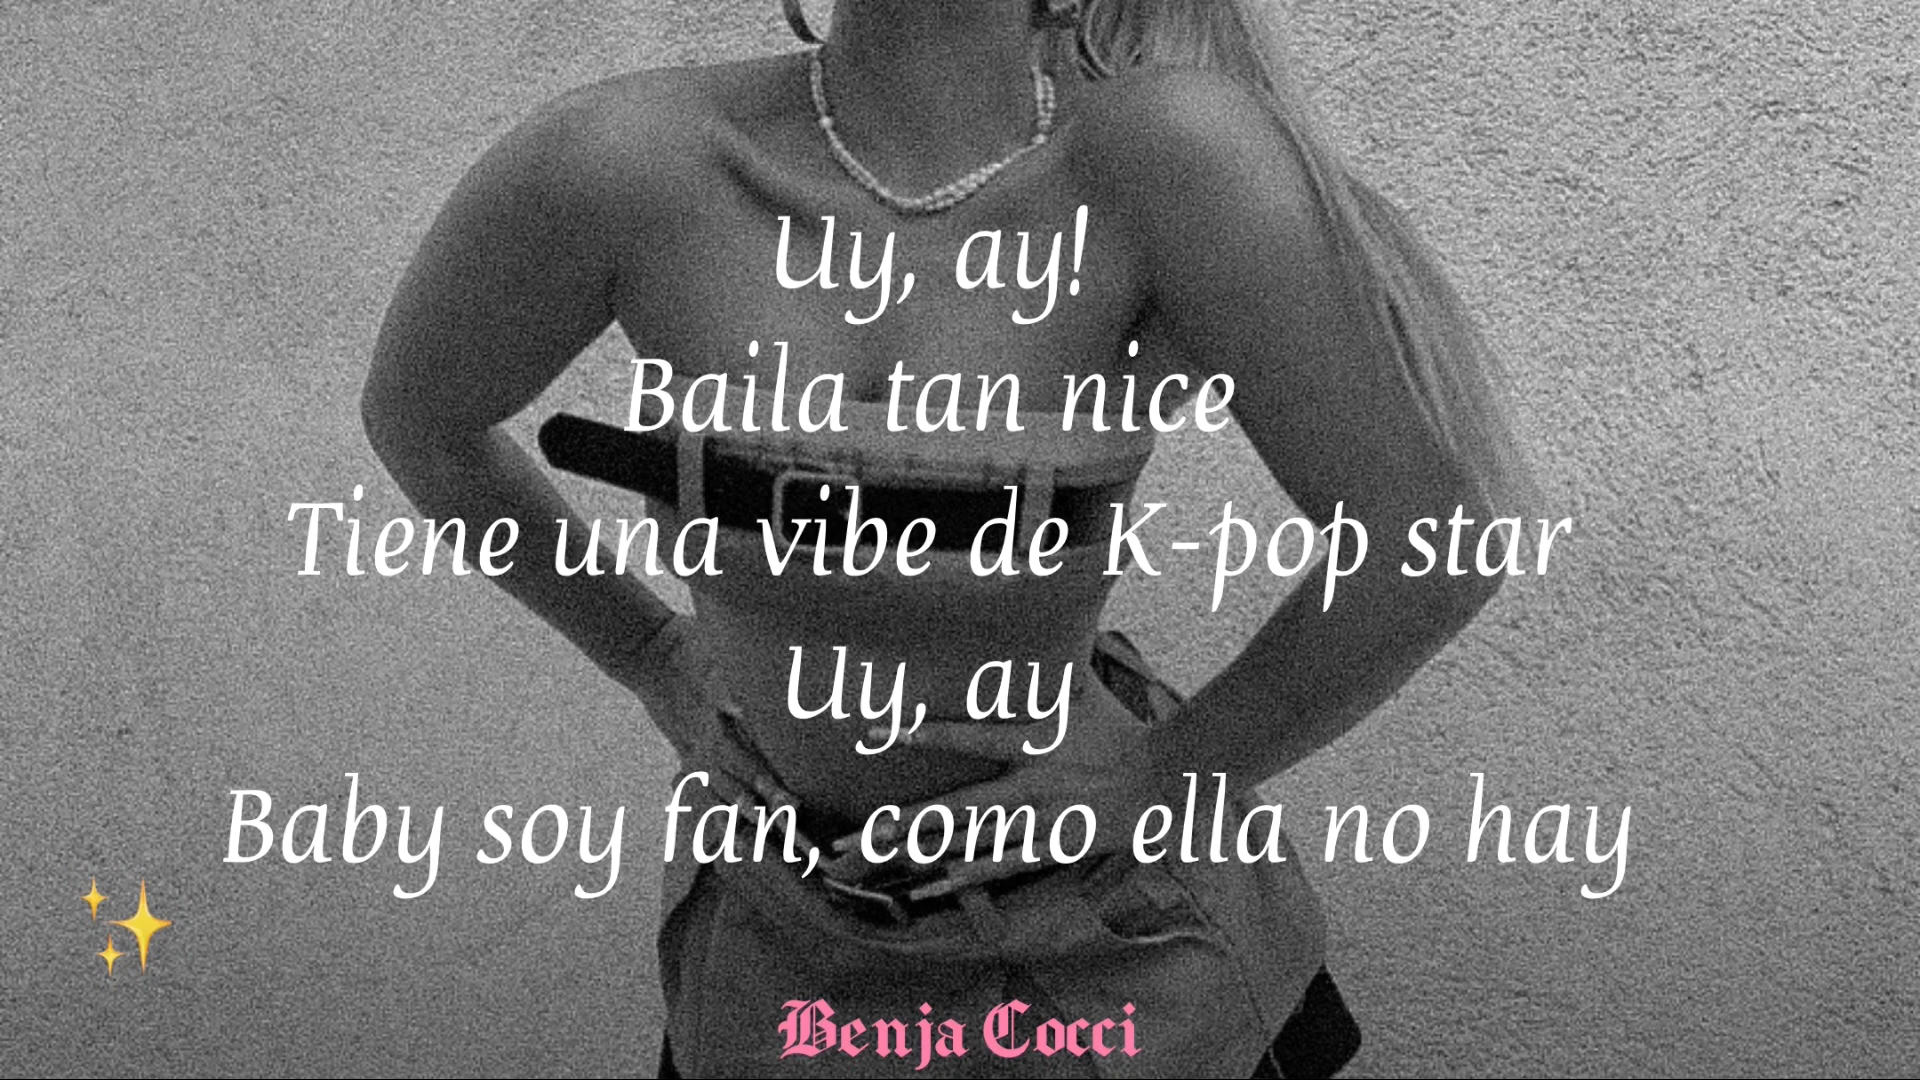 Uy, ay!
Baila tan nice
Tiene una vibe de K-pop star
Uy, ay
Baby soy fan, como ella no hay
Benja Cocci